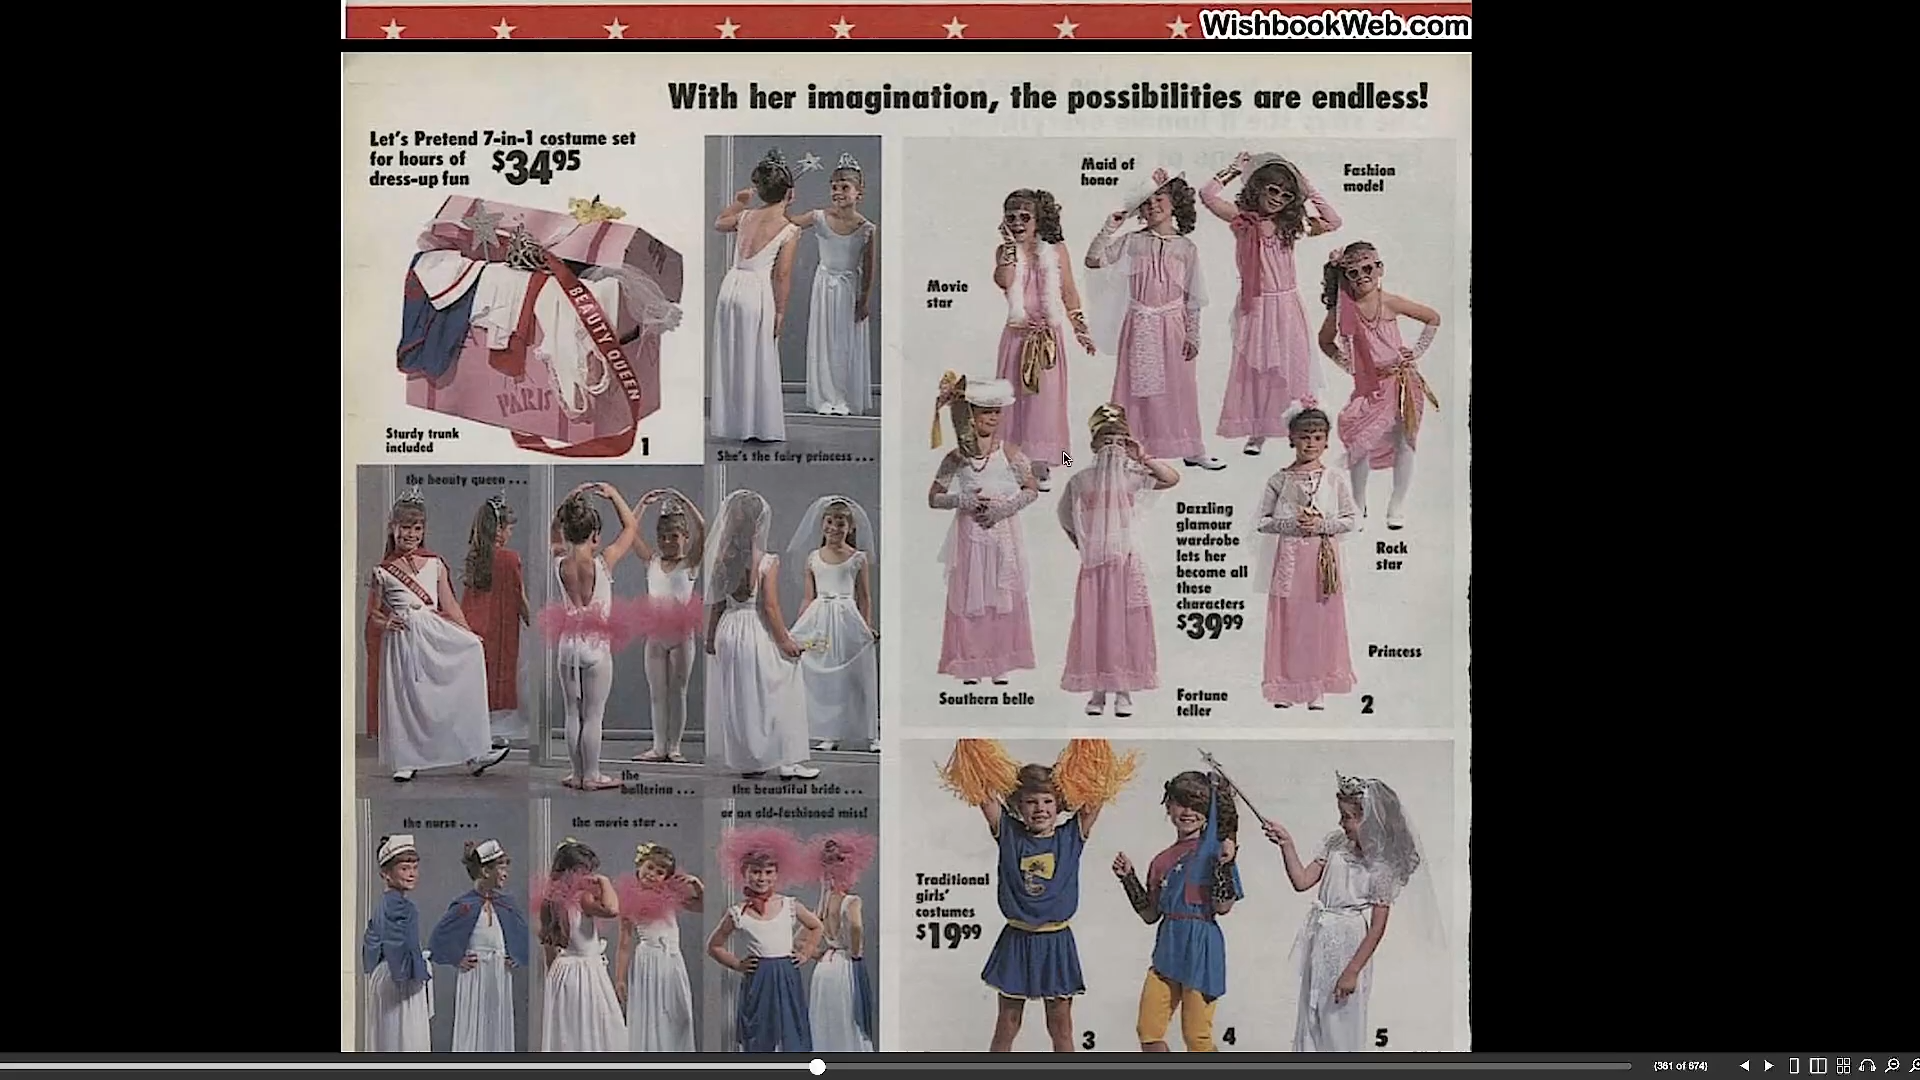 WishbookWeb.com
With her imagination, the possibilities are endless!
Let's Pretend 7-in-1 costume set
for hours of
dress-up fun
$34.95
BEAUTY QUEEN
PARIS
Sturdy trunk
included
1
She's the fairy princess...
the beauty queen...
the
ballerina...
the beautiful bride...
the nurse...
the movie star...
or an old-fashioned miss!
Maid of
honor
Fashion
model
Movie
star
Dazzling
glamour
wardrobe
lets her
become all
these
characters
$39.99
Rock
star
Princess
Southern belle
Fortune
teller
2
Traditional
girls'
costumes
$19.99
3
4
5
(361 of 674)